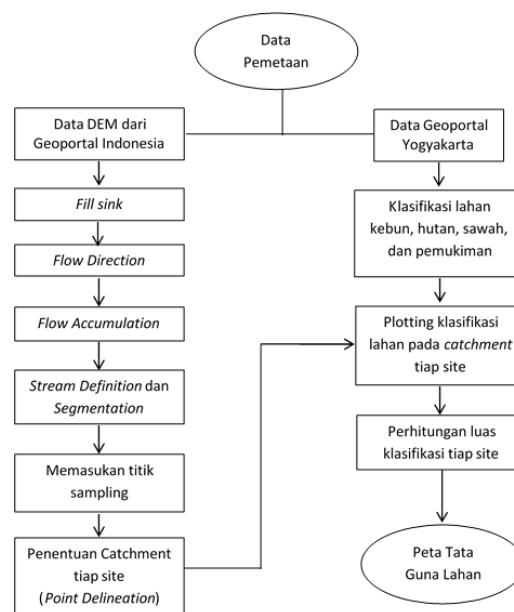 Data
Pemetaan
Data DEM dari
Geoportal Indonesia
Fill sink
Flow Direction
Flow Accumulation
Stream Definition dan
Segmentation
Memasukan titik
sampling
Penentuan Catchment
tiap site
(Point Delineation)
Data Geoportal
Yogyakarta
Klasifikasi lahan
kebun, hutan, sawah,
dan pemukiman
Plotting klasifikasi
lahan pada catchment
tiap site
Perhitungan luas
klasifikasi tiap site
Peta Tata
Guna Lahan